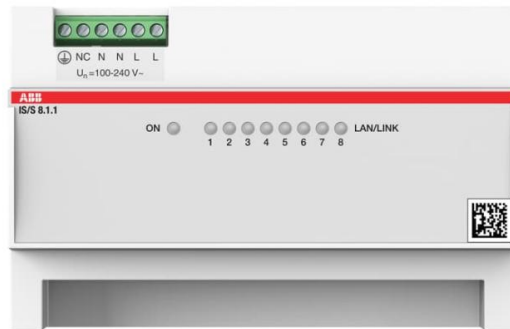 ⏚ NC N N L L
Un =100-240 V~
ABB
IS/S 8.1.1
ON LAN/LINK
1 2 3 4 5 6 7 8